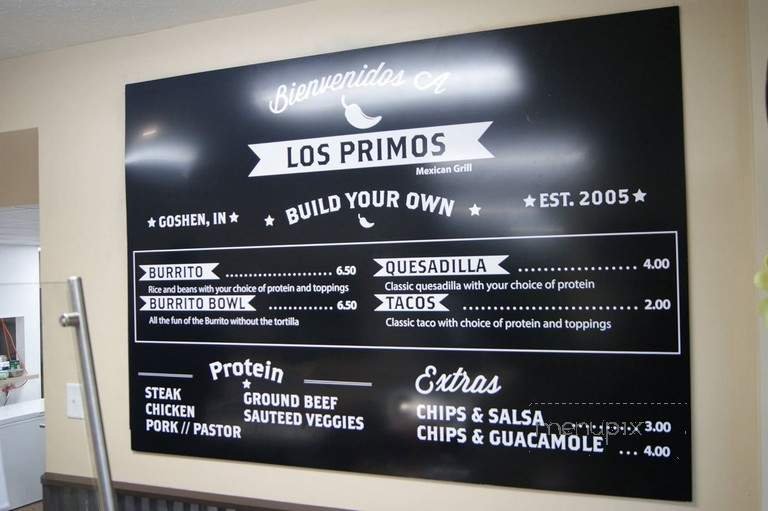 Bienvenidos A
LOS PRIMOS
Mexican Grill
GOSHEN, IN
BUILD YOUR OWN
EST. 2005
BURRITO 6.50
Rice and beans with your choice of protein and toppings
BURRITO BOWL 6.50
All the fun of the Burrito without the tortilla
QUESADILLA 4.00
Classic quesadilla with your choice of protein
TACOS 2.00
Classic taco with choice of protein and toppings
Protein
STEAK
CHICKEN
PORK // PASTOR
GROUND BEEF
SAUTEED VEGGIES
Extras
CHIPS & SALSA 3.00
CHIPS & GUACAMOLE ... 4.00
menupix